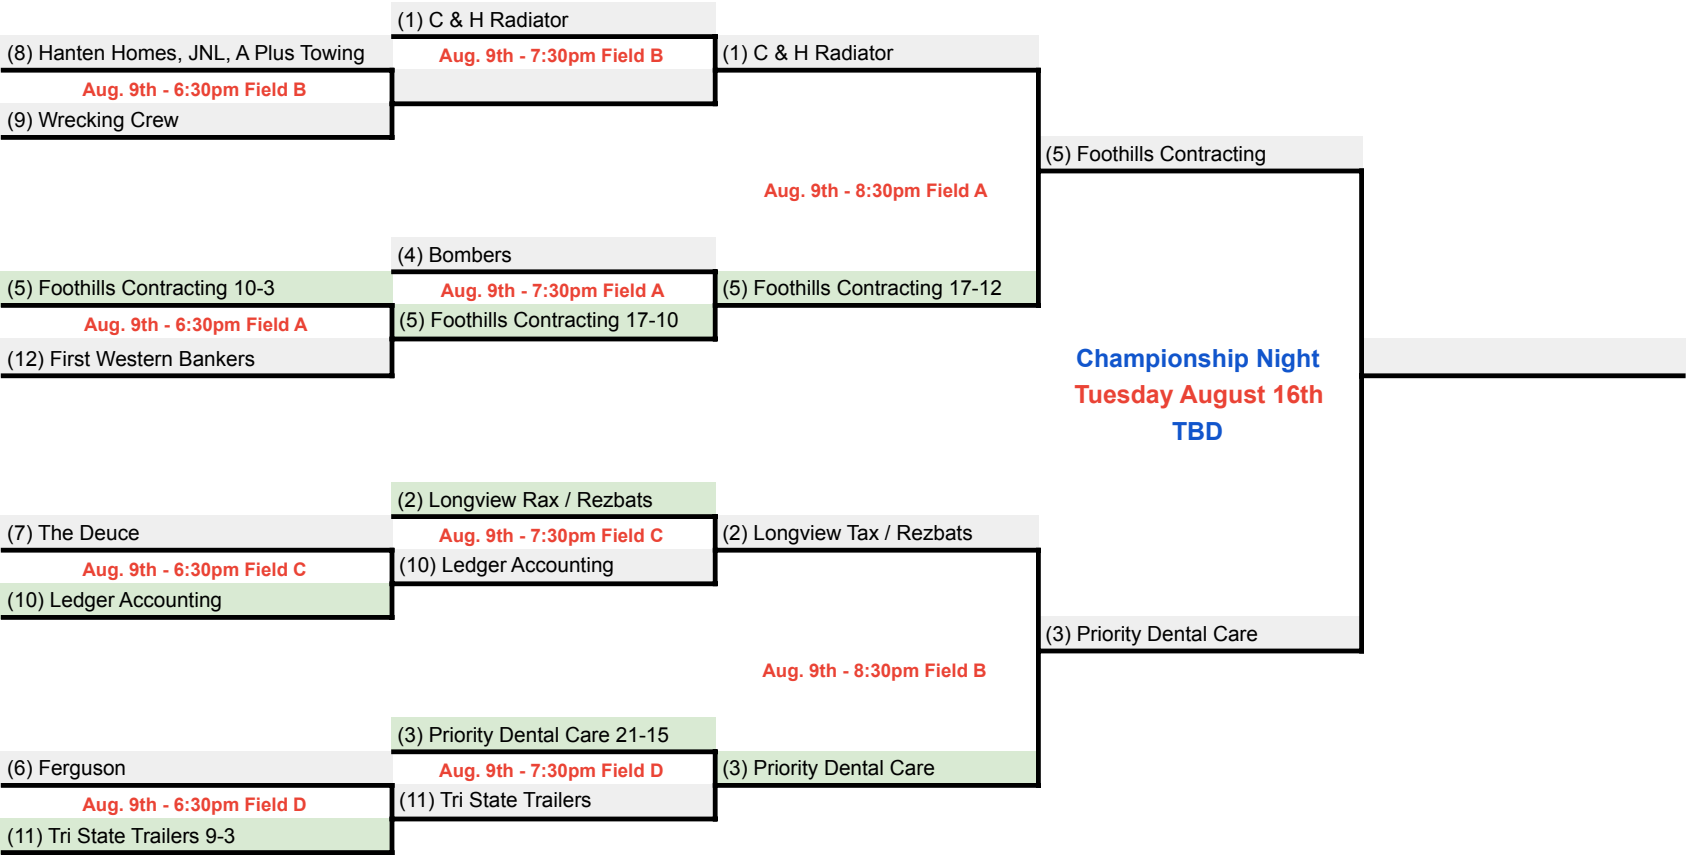 (1) C & H Radiator
(8) Hanten Homes, JNL, A Plus Towing
Aug. 9th - 7:30pm Field B
(1) C & H Radiator
Aug. 9th - 6:30pm Field B
(9) Wrecking Crew
(5) Foothills Contracting
Aug. 9th - 8:30pm Field A
(4) Bombers
(5) Foothills Contracting 10-3
Aug. 9th - 7:30pm Field A
(5) Foothills Contracting 17-12
Aug. 9th - 6:30pm Field A
(5) Foothills Contracting 17-10
(12) First Western Bankers
Championship Night
Tuesday August 16th
TBD
(2) Longview Rax / Rezbats
(7) The Deuce
Aug. 9th - 7:30pm Field C
(2) Longview Tax / Rezbats
Aug. 9th - 6:30pm Field C
(10) Ledger Accounting
(10) Ledger Accounting
(3) Priority Dental Care
Aug. 9th - 8:30pm Field B
(3) Priority Dental Care 21-15
(6) Ferguson
Aug. 9th - 7:30pm Field D
(3) Priority Dental Care
Aug. 9th - 6:30pm Field D
(11) Tri State Trailers
(11) Tri State Trailers 9-3